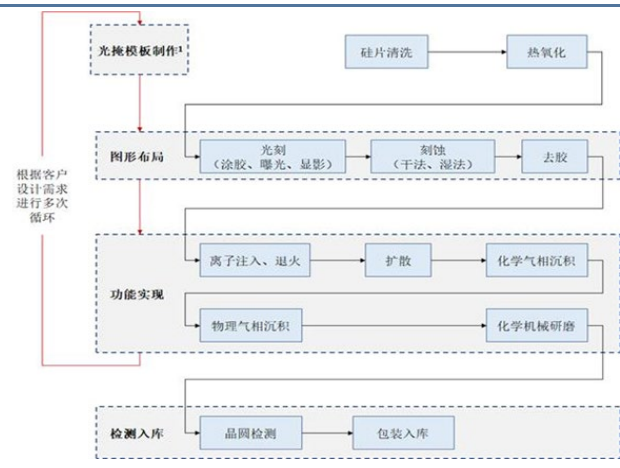 光掩模板制作¹
硅片清洗
热氧化
图形布局
光刻
(涂胶、曝光、显影)
刻蚀
(干法、湿法)
去胶
根据客户
设计需求
进行多次
循环
功能实现
离子注入、退火
扩散
化学气相沉积
物理气相沉积
化学机械研磨
检测入库
晶圆检测
包装入库